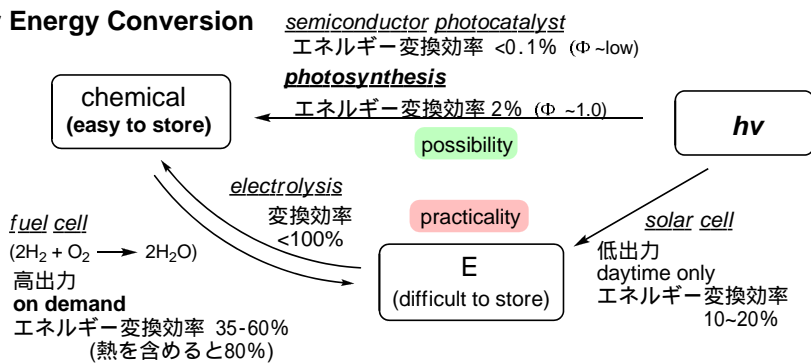 Energy Conversion
semiconductor photocatalyst
エネルギー変換効率 <0.1% (Φ ~low)
photosynthesis
エネルギー変換効率 2% (Φ ~1.0)
chemical
(easy to store)
hν
possibility
electrolysis
変換効率
<100%
practicality
fuel cell
(2H₂ + O₂ → 2H₂O)
高出力
on demand
エネルギー変換効率 35-60%
(熱を含めると80%)
E
(difficult to store)
solar cell
低出力
daytime only
エネルギー変換効率
10~20%